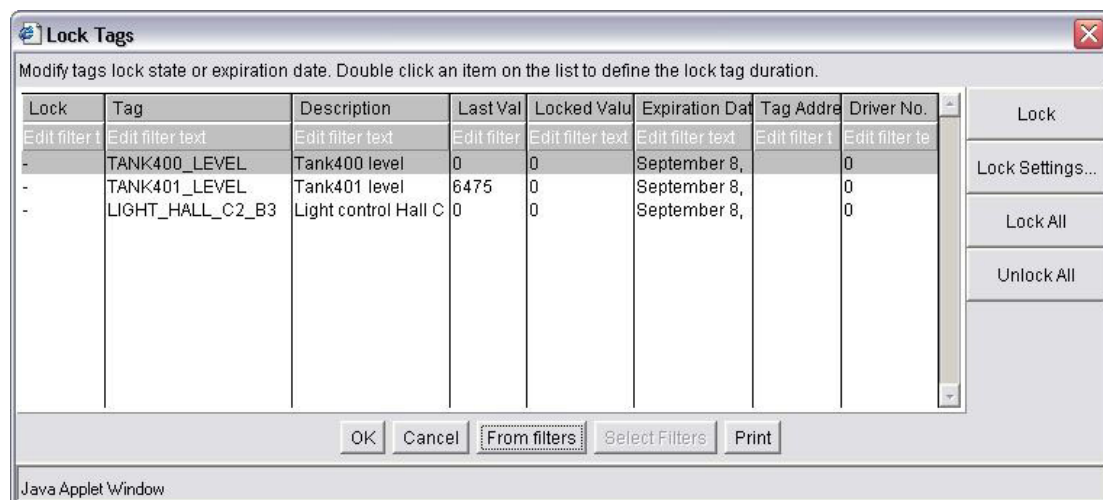 Lock Tags
Modify tags lock state or expiration date. Double click an item on the list to define the lock tag duration.
Lock Tag Description Last Val Locked Valu Expiration Dat Tag Addre Driver No.
Edit filter t Edit filter text Edit filter text Edit filter Edit filter text Edit filter text Edit filter t Edit filter te
- TANK400_LEVEL Tank400 level 0 0 September 8, 0
- TANK401_LEVEL Tank401 level 6475 0 September 8, 0
- LIGHT_HALL_C2_B3 Light control Hall C 0 0 September 8, 0
Lock
Lock Settings...
Lock All
Unlock All
OK Cancel From filters Select Filters Print
Java Applet Window